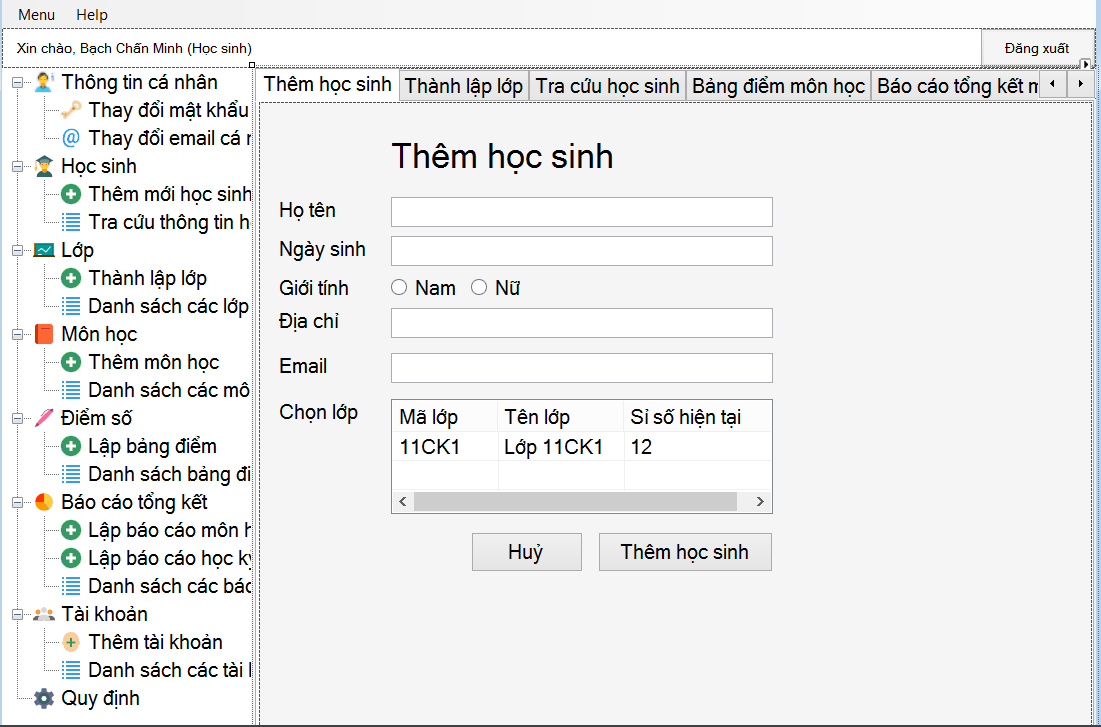 Menu Help
Xin chào, Bạch Chấn Minh (Học sinh)
Đăng xuất
Thông tin cá nhân
Thay đổi mật khẩu
Thay đổi email cá
Học sinh
Thêm mới học sinh
Tra cứu thông tin
Lớp
Thành lập lớp
Danh sách các lớp
Môn học
Thêm môn học
Danh sách các mô
Điểm số
Lập bảng điểm
Danh sách bảng đi
Báo cáo tổng kết
Lập báo cáo môn h
Lập báo cáo học kỳ
Danh sách các báo
Tài khoản
Thêm tài khoản
Danh sách các tài
Quy định
Thêm học sinh Thành lập lớp Tra cứu học sinh Bảng điểm môn học Báo cáo tổng kết m
Thêm học sinh
Họ tên
Ngày sinh
Giới tính Nam Nữ
Địa chỉ
Email
Chọn lớp
Mã lớp Tên lớp Sỉ số hiện tại
11CK1 Lớp 11CK1 12
Huỷ Thêm học sinh